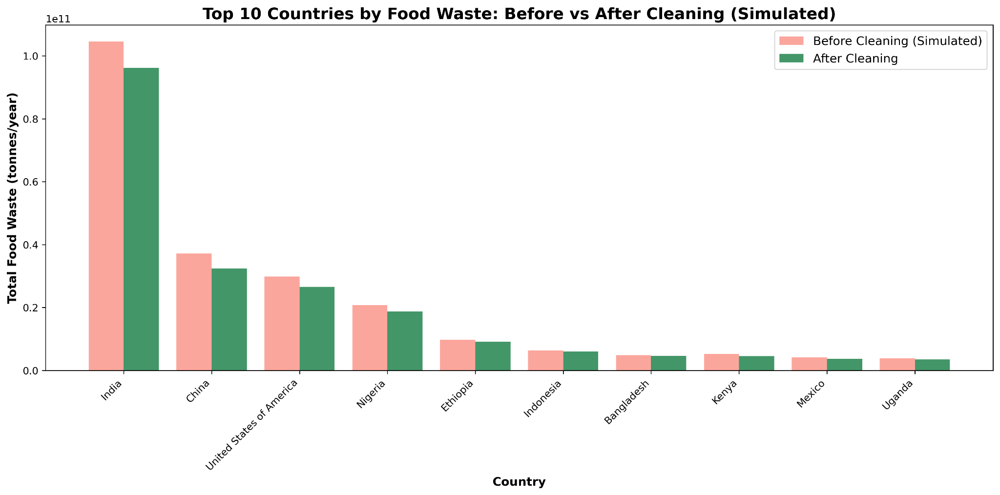 Top 10 Countries by Food Waste: Before vs After Cleaning (Simulated)
1e11
Before Cleaning (Simulated)
After Cleaning
Total Food Waste (tonnes/year)
1.0
0.8
0.6
0.4
0.2
0.0
India
China
United States of America
Nigeria
Ethiopia
Indonesia
Bangladesh
Kenya
Mexico
Uganda
Country